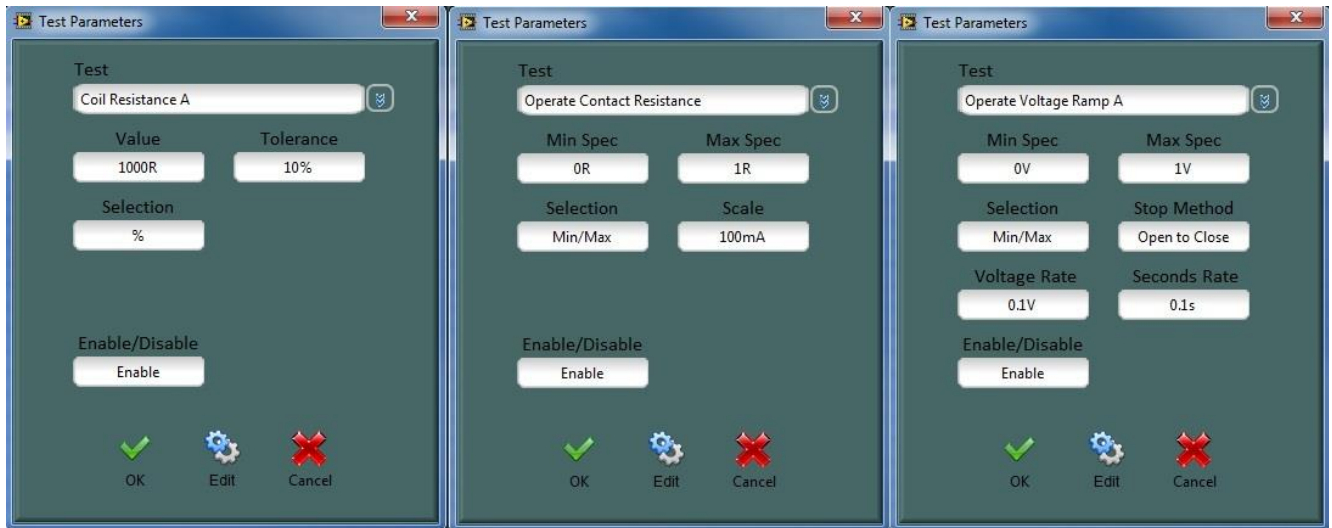 Test Parameters
Test
Coil Resistance A
Value Tolerance
1000R 10%
Selection
%
Enable/Disable
Enable
OK Edit Cancel
Test Parameters
Test
Operate Contact Resistance
Min Spec Max Spec
0R 1R
Selection Scale
Min/Max 100mA
Enable/Disable
Enable
OK Edit Cancel
Test Parameters
Test
Operate Voltage Ramp A
Min Spec Max Spec
0V 1V
Selection Stop Method
Min/Max Open to Close
Voltage Rate Seconds Rate
0.1V 0.1s
Enable/Disable
Enable
OK Edit Cancel